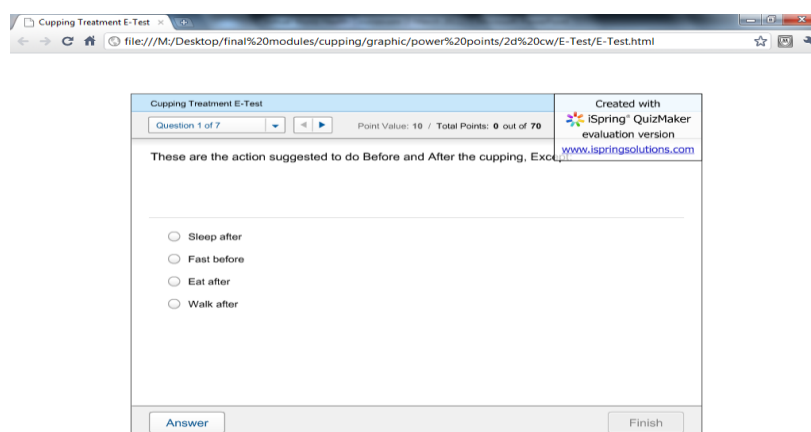 Cupping Treatment E-Test
file:///M:/Desktop/final%20modules/cupping/graphic/power%20points/2d%20cw/E-Test/E-Test.html
Cupping Treatment E-Test
Created with
iSpring® QuizMaker
evaluation version
www.ispringsolutions.com
Question 1 of 7
Point Value: 10 / Total Points: 0 out of 70
These are the action suggested to do Before and After the cupping,
Sleep after
Fast before
Eat after
Walk after
Answer
Finish